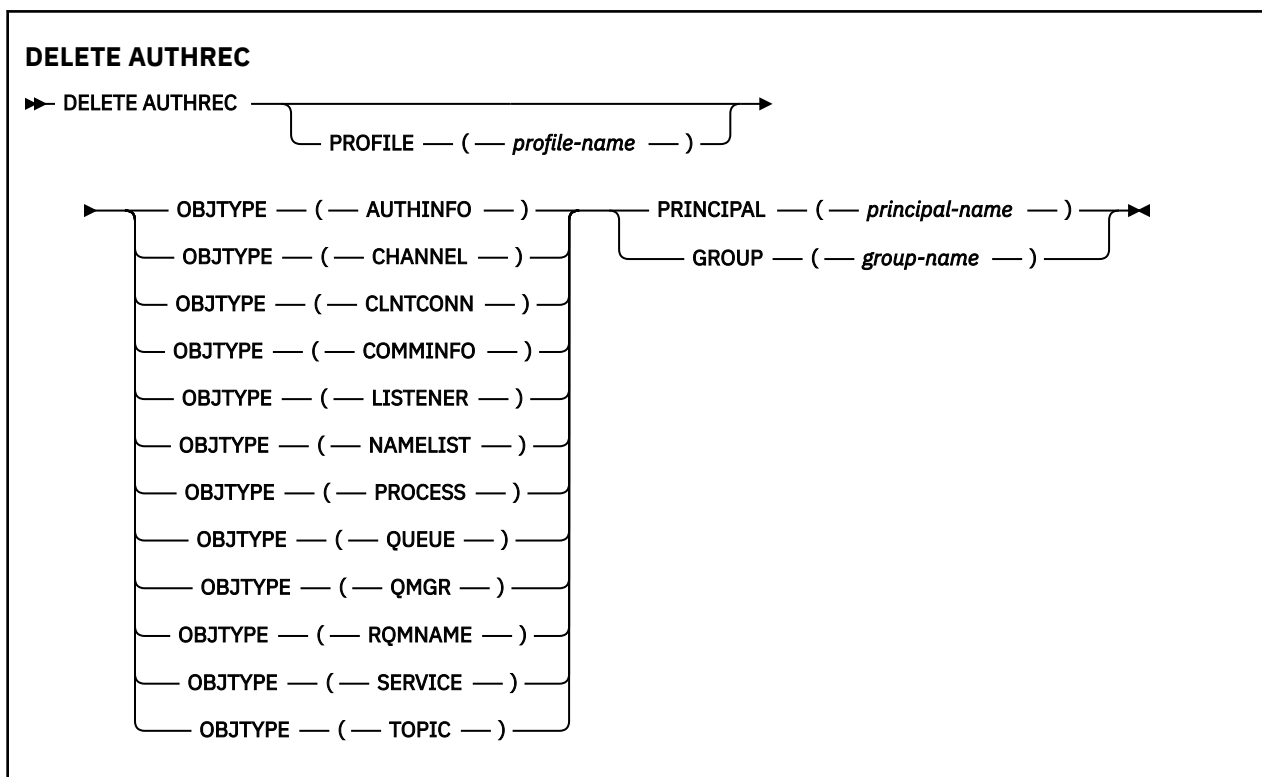 DELETE AUTHREC
DELETE AUTHREC
PROFILE ( profile-name )
OBJTYPE ( AUTHINFO ) PRINCIPAL ( principal-name )
OBJTYPE ( CHANNEL ) GROUP ( group-name )
OBJTYPE ( CLNTCONN )
OBJTYPE ( COMMINFO )
OBJTYPE ( LISTENER )
OBJTYPE ( NAMELIST )
OBJTYPE ( PROCESS )
OBJTYPE ( QUEUE )
OBJTYPE ( QMGR )
OBJTYPE ( RQMNAME )
OBJTYPE ( SERVICE )
OBJTYPE ( TOPIC )